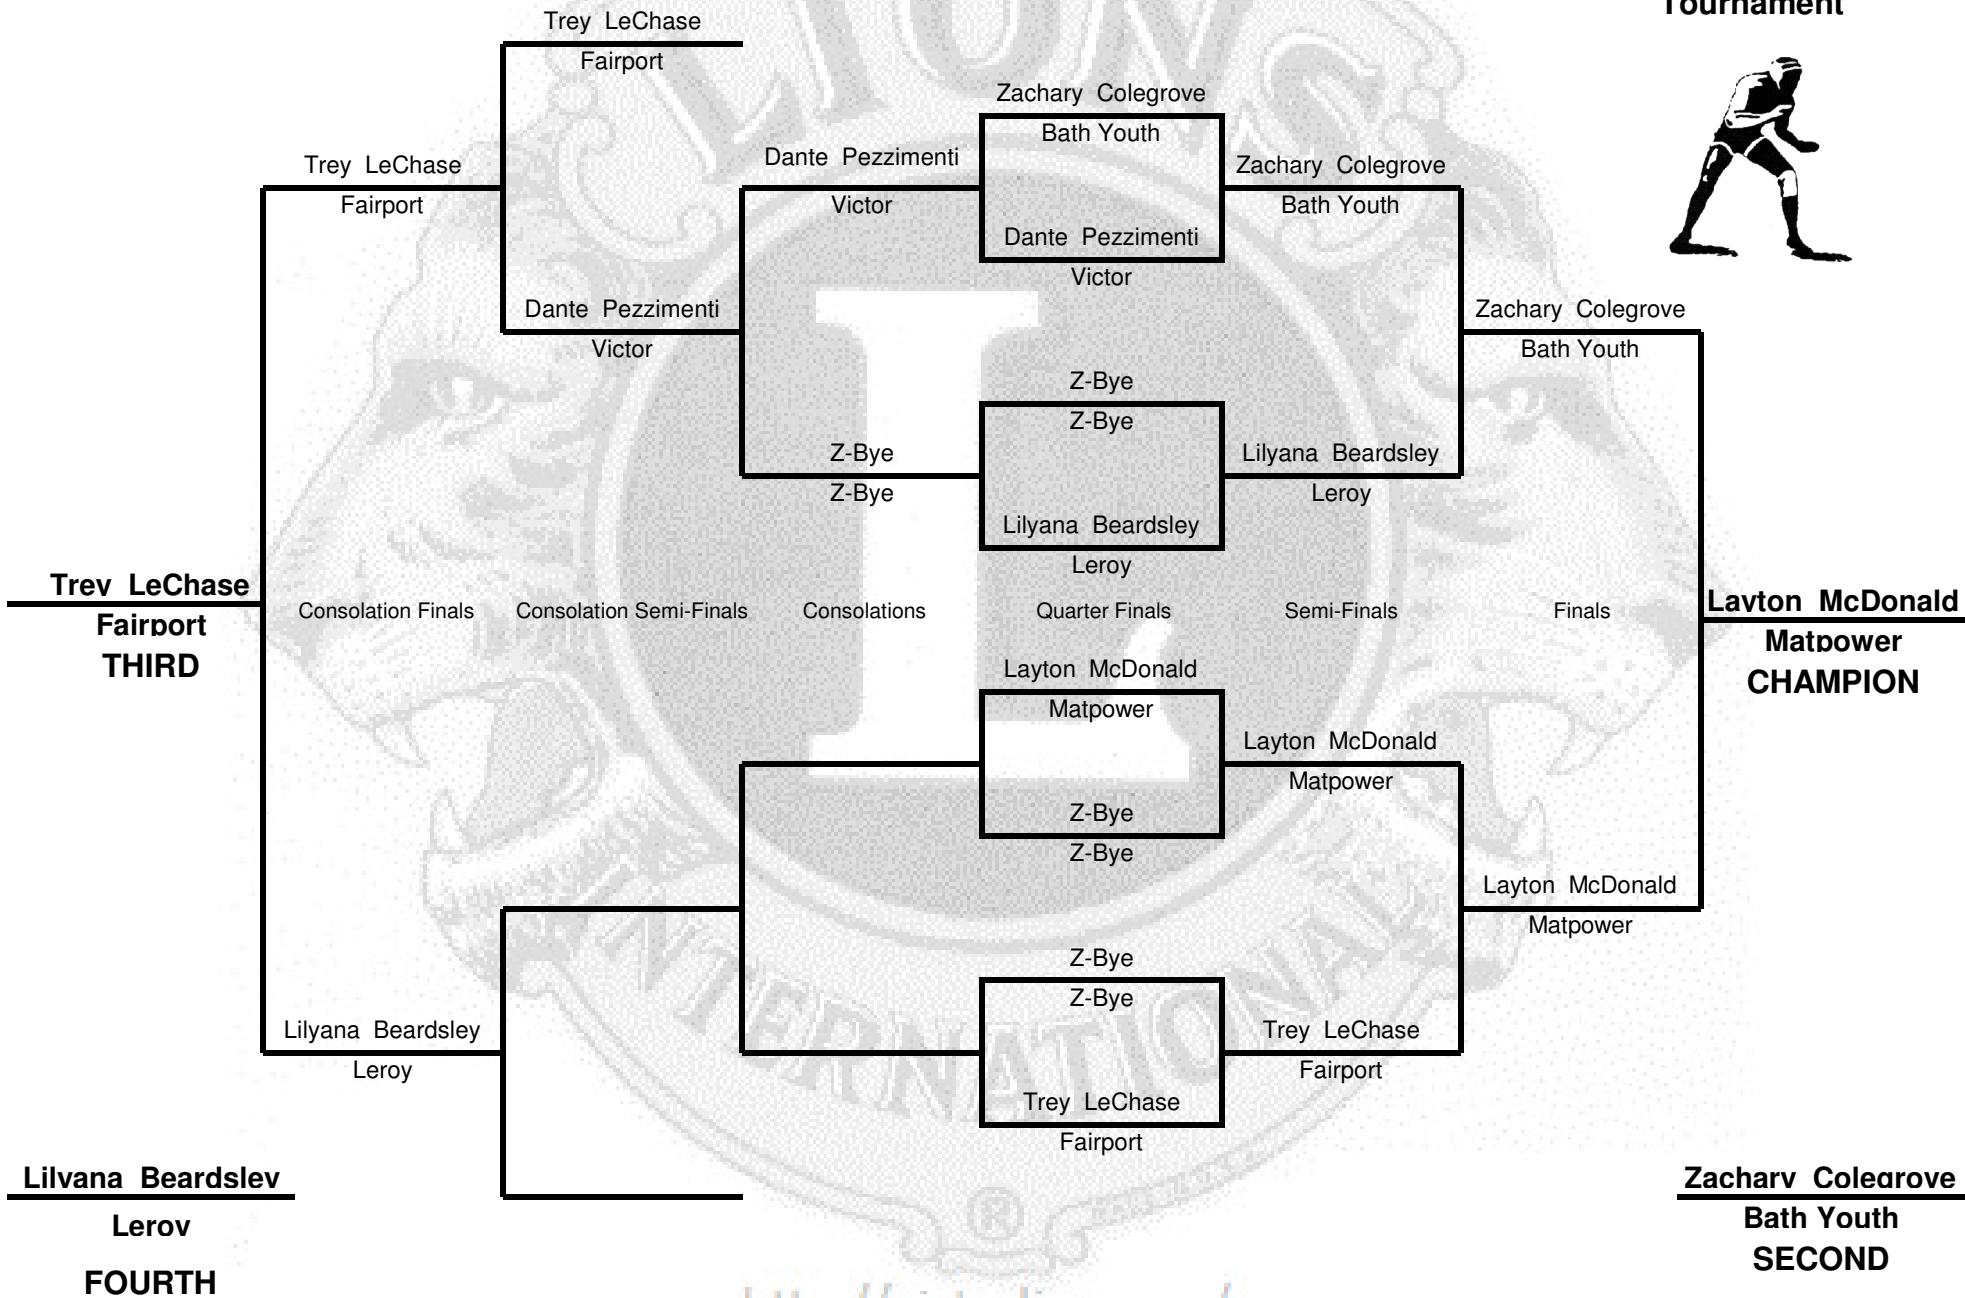 Tournament
Trey LeChase
Fairport
Zachary Colegrove
Bath Youth
Dante Pezzimenti
Victor
Trey LeChase
Fairport
Zachary Colegrove
Bath Youth
Dante Pezzimenti
Victor
Dante Pezzimenti
Victor
Zachary Colegrove
Bath Youth
Z-Bye
Z-Bye
Z-Bye
Z-Bye
Lilyana Beardsley
Leroy
Lilyana Beardsley
Leroy
Trey LeChase
Fairport
THIRD
Consolation Finals
Consolation Semi-Finals
Consolations
Quarter Finals
Semi-Finals
Finals
Layton McDonald
Matpower
CHAMPION
Layton McDonald
Matpower
Layton McDonald
Matpower
Z-Bye
Z-Bye
Layton McDonald
Matpower
Z-Bye
Z-Bye
Lilyana Beardsley
Leroy
Trey LeChase
Fairport
Trey LeChase
Fairport
Lilyana Beardsley
Leroy
FOURTH
Zachary Colegrove
Bath Youth
SECOND
LIONS
L
INTERNATIONAL
®